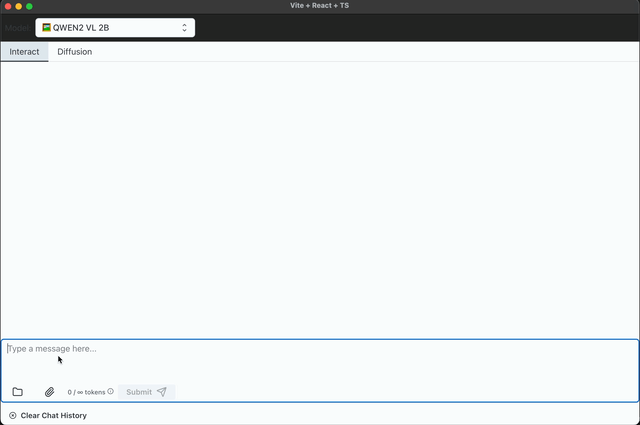 Vite + React + TS
Model QWEN2 VL 2B
Interact Diffusion
Type a message here...
0 / ∞ tokens Submit
Clear Chat History